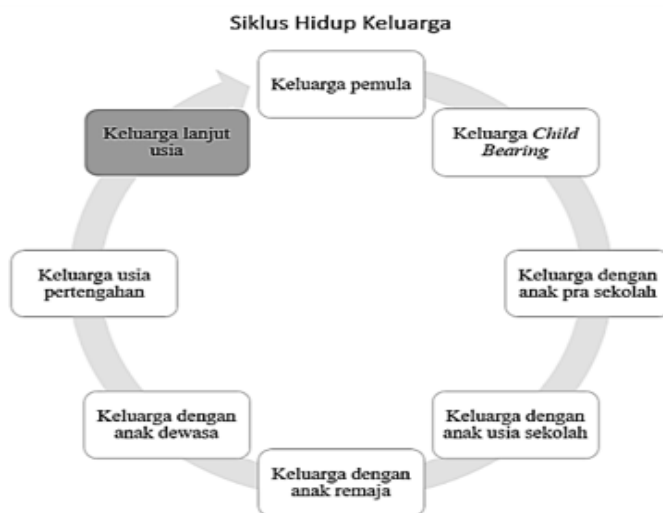 Siklus Hidup Keluarga
Keluarga pemula
Keluarga Child
Bearing
Keluarga dengan
anak pra sekolah
Keluarga dengan
anak usia sekolah
Keluarga dengan
anak remaja
Keluarga dengan
anak dewasa
Keluarga usia
pertengahan
Keluarga lanjut
usia